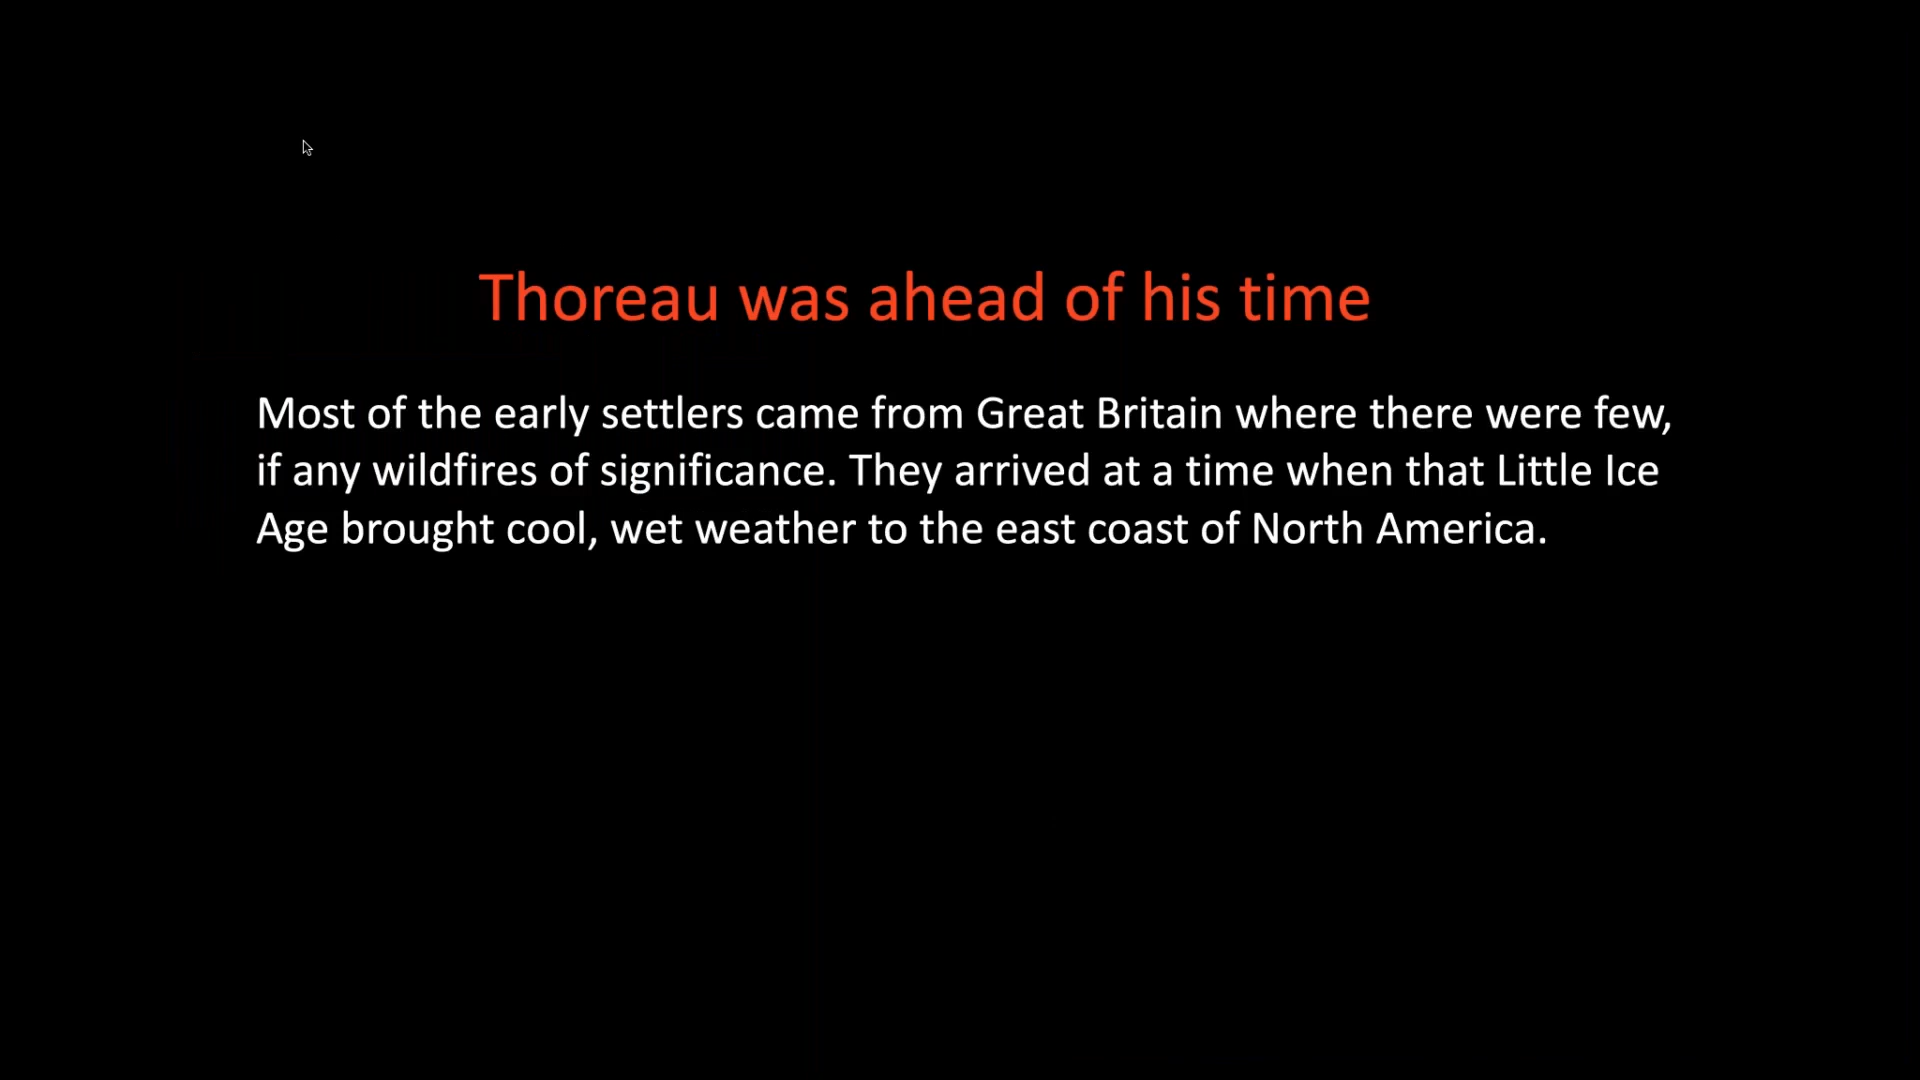 Thoreau was ahead of his time
Most of the early settlers came from Great Britain where there were few,
if any wildfires of significance. They arrived at a time when that Little Ice
Age brought cool, wet weather to the east coast of North America.